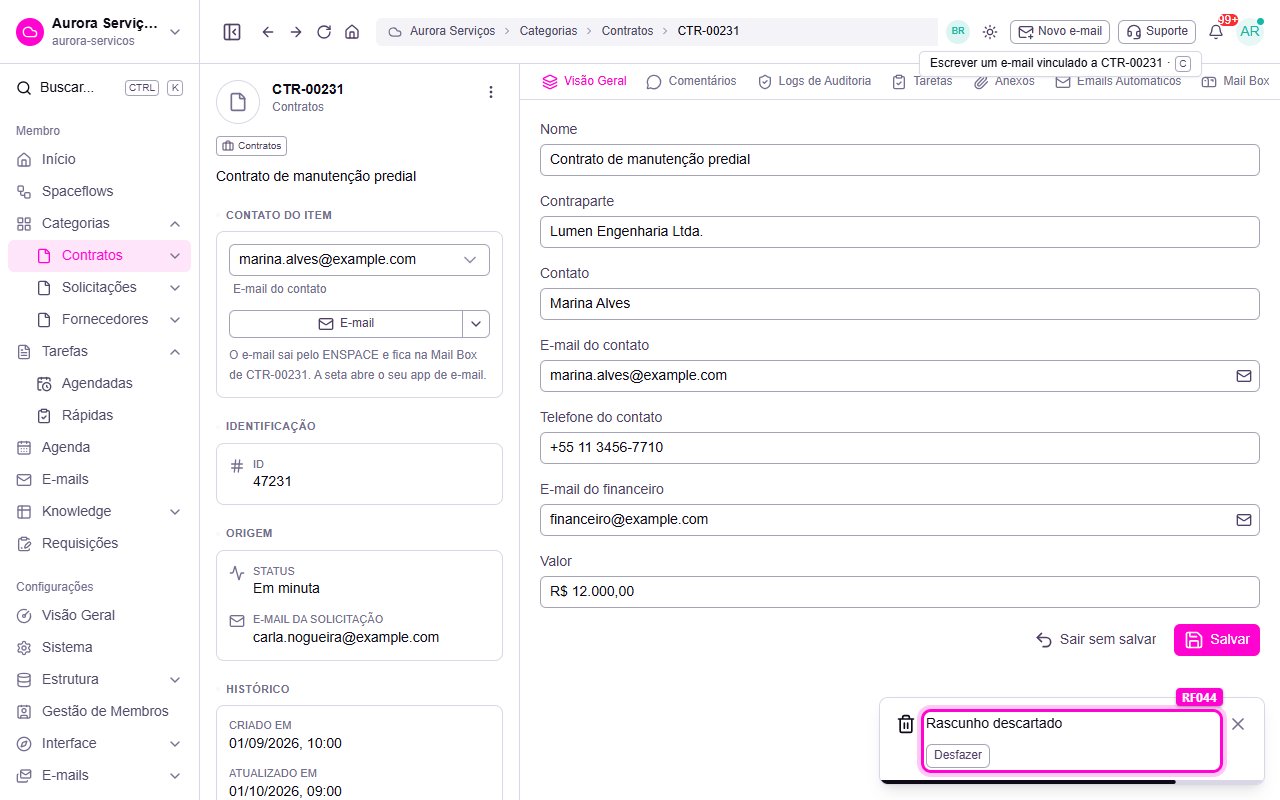 Aurora Serviç...
aurora-servicos
Aurora Serviços
Categorias
Contratos
CTR-00231
BR
Novo e-mail
Suporte
99+
AR
Escrever um e-mail vinculado a CTR-00231 · C
Buscar...
CTRL K
Membro
Início
Spaceflows
Categorias
Contratos
Solicitações
Fornecedores
Tarefas
Agendadas
Rápidas
Agenda
E-mails
Knowledge
Requisições
Configurações
Visão Geral
Sistema
Estrutura
Gestão de Membros
Interface
E-mails
CTR-00231
Contratos
Contratos
Contrato de manutenção predial
CONTATO DO ITEM
marina.alves@example.com
E-mail do contato
E-mail
O e-mail sai pelo ENSPACE e fica na Mail Box
de CTR-00231. A seta abre o seu app de e-mail.
IDENTIFICAÇÃO
ID
47231
ORIGEM
STATUS
Em minuta
E-MAIL DA SOLICITAÇÃO
carla.nogueira@example.com
HISTÓRICO
CRIADO EM
01/09/2026, 10:00
ATUALIZADO EM
01/10/2026, 09:00
Visão Geral
Comentários
Logs de Auditoria
Tarefas
Anexos
Emails Automáticos
Mail Box
Nome
Contrato de manutenção predial
Contraparte
Lumen Engenharia Ltda.
Contato
Marina Alves
E-mail do contato
marina.alves@example.com
Telefone do contato
+55 11 3456-7710
E-mail do financeiro
financeiro@example.com
Valor
R$ 12.000,00
Sair sem salvar
Salvar
RF044
Rascunho descartado
Desfazer